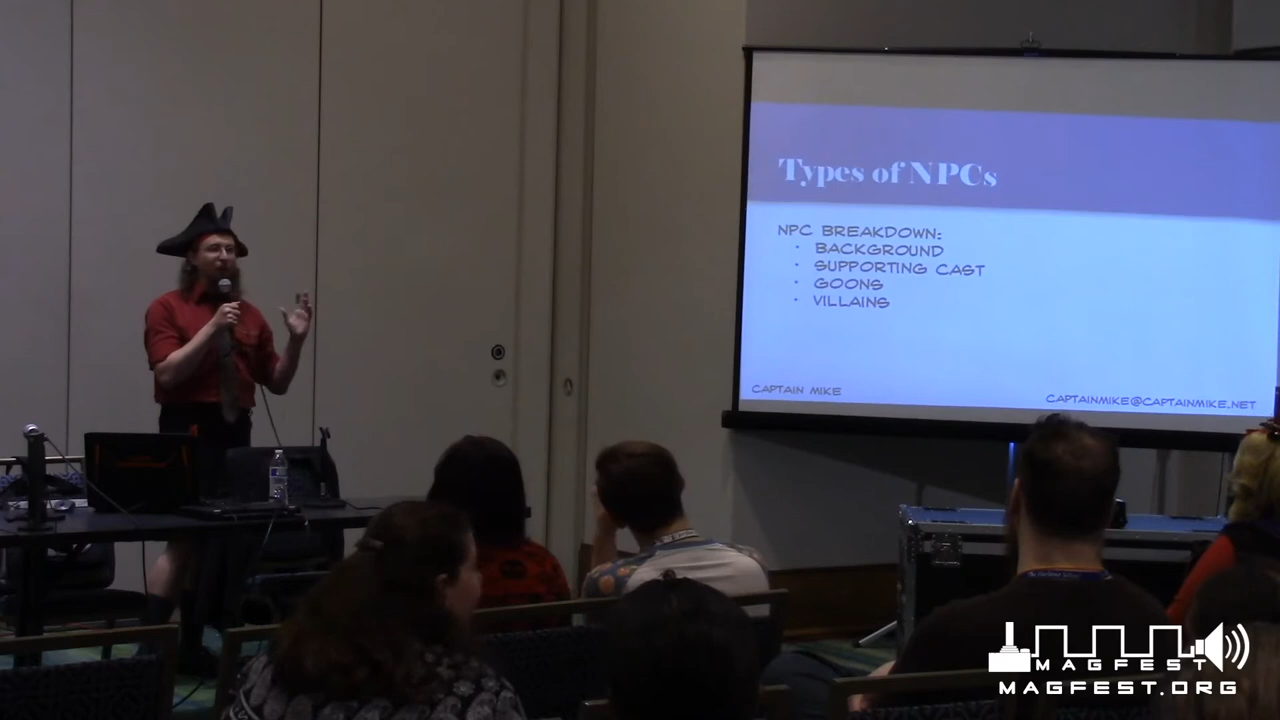 Types of NPCs
NPC BREAKDOWN:
· BACKGROUND
· SUPPORTING CAST
· GOONS
· VILLAINS
CAPTAIN MIKE
CAPTAINMIKE@CAPTAINMIKE.NET
MAGFEST
MAGFEST.ORG